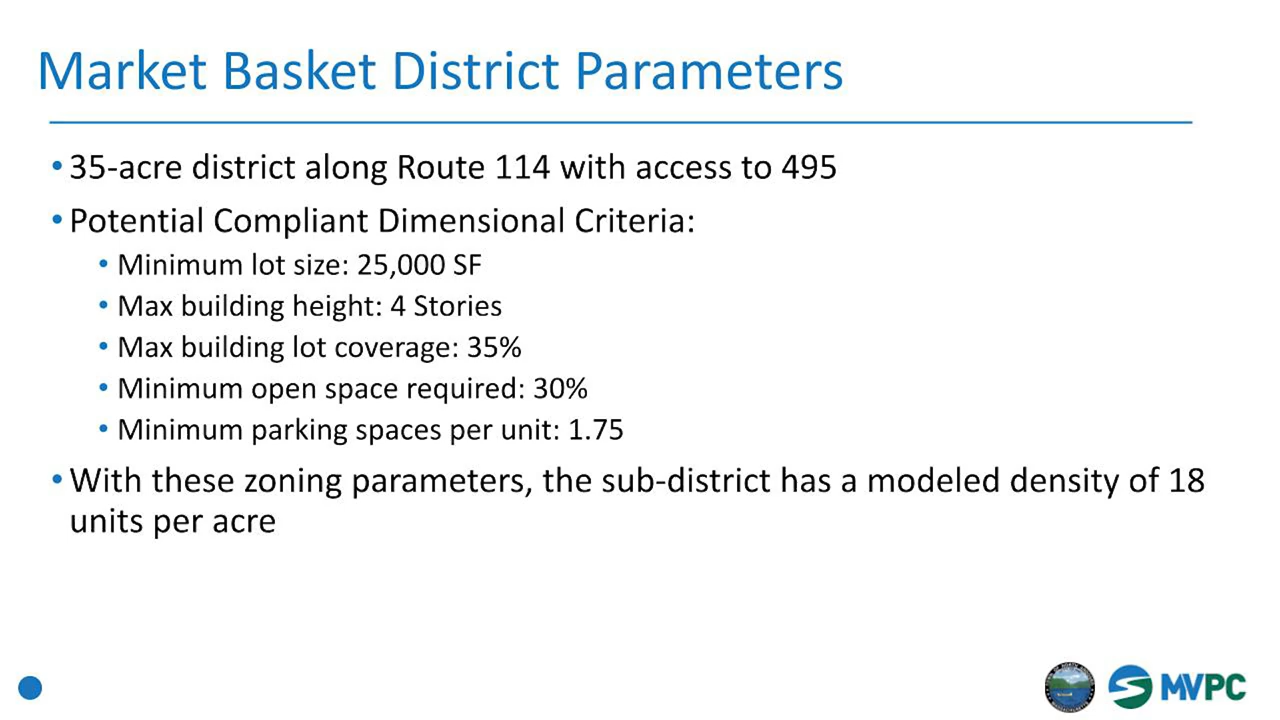 Market Basket District Parameters
• 35-acre district along Route 114 with access to 495
• Potential Compliant Dimensional Criteria:
• Minimum lot size: 25,000 SF
• Max building height: 4 Stories
• Max building lot coverage: 35%
• Minimum open space required: 30%
• Minimum parking spaces per unit: 1.75
• With these zoning parameters, the sub-district has a modeled density of 18
units per acre
MVPC